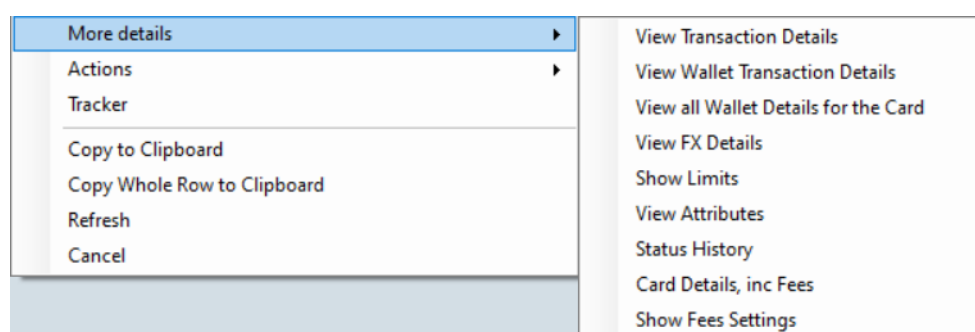 More details
Actions
Tracker
Copy to Clipboard
Copy Whole Row to Clipboard
Refresh
Cancel
View Transaction Details
View Wallet Transaction Details
View all Wallet Details for the Card
View FX Details
Show Limits
View Attributes
Status History
Card Details, inc Fees
Show Fees Settings